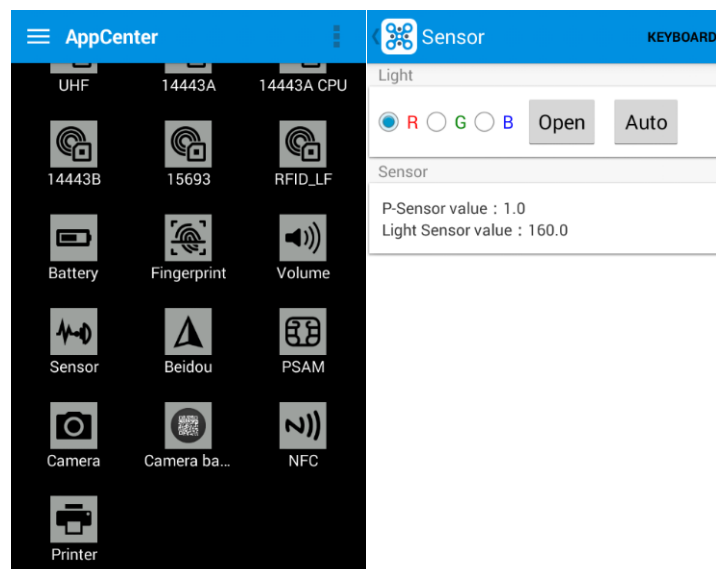 AppCenter
UHF 14443A 14443A CPU
14443B 15693 RFID_LF
Battery Fingerprint Volume
Sensor Beidou PSAM
Camera Camera ba... NFC
Printer
Sensor KEYBOARD
Light
R G B Open Auto
Sensor
P-Sensor value：1.0
Light Sensor value：160.0